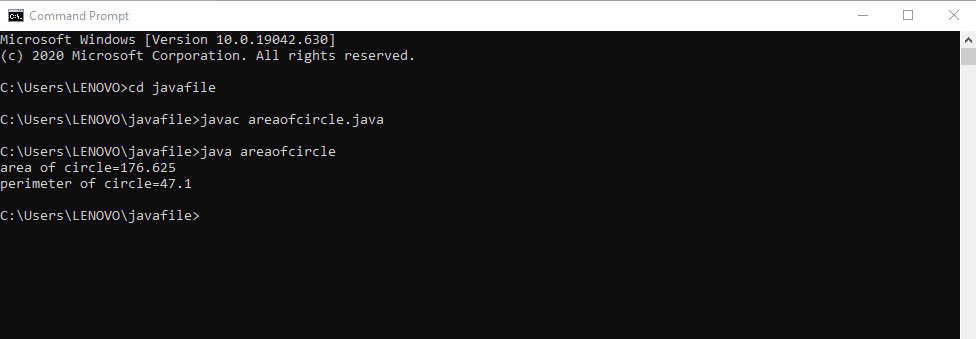 Command Prompt
Microsoft Windows [Version 10.0.19042.630]
(c) 2020 Microsoft Corporation. All rights reserved.
C:\Users\LENOVO>cd javafile
C:\Users\LENOVO\javafile>javac areaofcircle.java
C:\Users\LENOVO\javafile>java areaofcircle
area of circle=176.625
perimeter of circle=47.1
C:\Users\LENOVO\javafile>